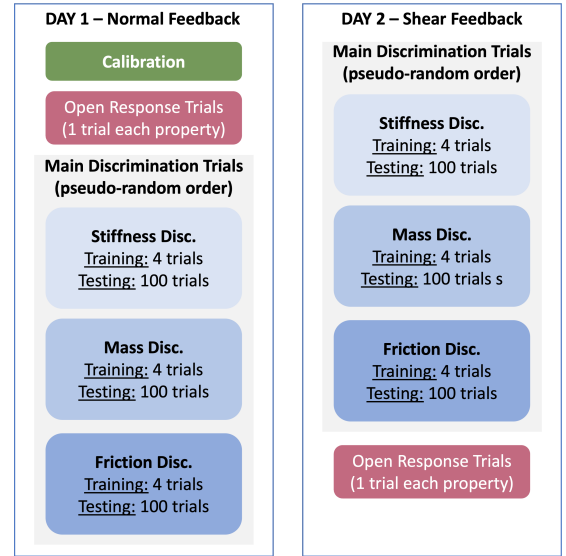 DAY 1 – Normal Feedback
Calibration
Open Response Trials
(1 trial each property)
Main Discrimination Trials
(pseudo-random order)
Stiffness Disc.
Training: 4 trials
Testing: 100 trials
Mass Disc.
Training: 4 trials
Testing: 100 trials
Friction Disc.
Training: 4 trials
Testing: 100 trials
DAY 2 – Shear Feedback
Main Discrimination Trials
(pseudo-random order)
Stiffness Disc.
Training: 4 trials
Testing: 100 trials
Mass Disc.
Training: 4 trials
Testing: 100 trials s
Friction Disc.
Training: 4 trials
Testing: 100 trials
Open Response Trials
(1 trial each property)